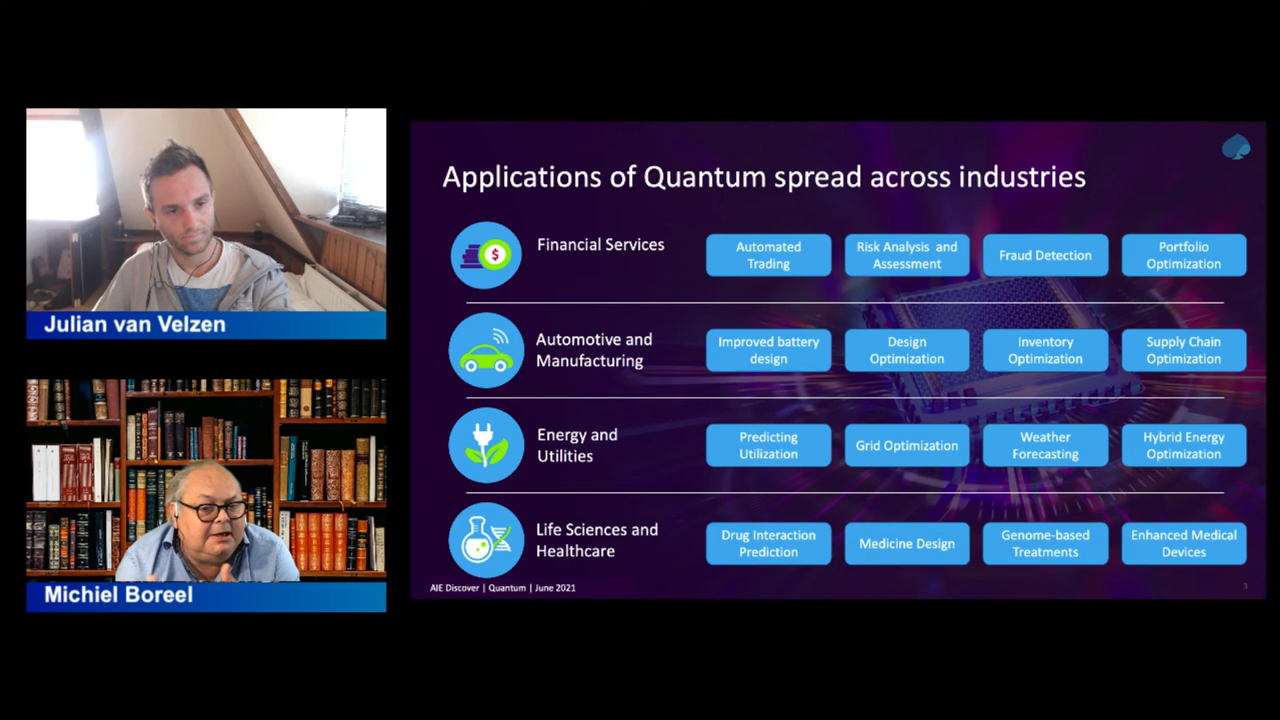 Julian van Velzen
Michiel Boreel
Applications of Quantum spread across industries
Financial Services
Automated
Trading
Risk Analysis and
Assessment
Fraud Detection
Portfolio
Optimization
Automotive and
Manufacturing
Improved battery
design
Design
Optimization
Inventory
Optimization
Supply Chain
Optimization
Energy and
Utilities
Predicting
Utilization
Grid Optimization
Weather
Forecasting
Hybrid Energy
Optimization
Life Sciences and
Healthcare
Drug Interaction
Prediction
Medicine Design
Genome-based
Treatments
Enhanced Medical
Devices
AIE Discover | Quantum | June 2021
3